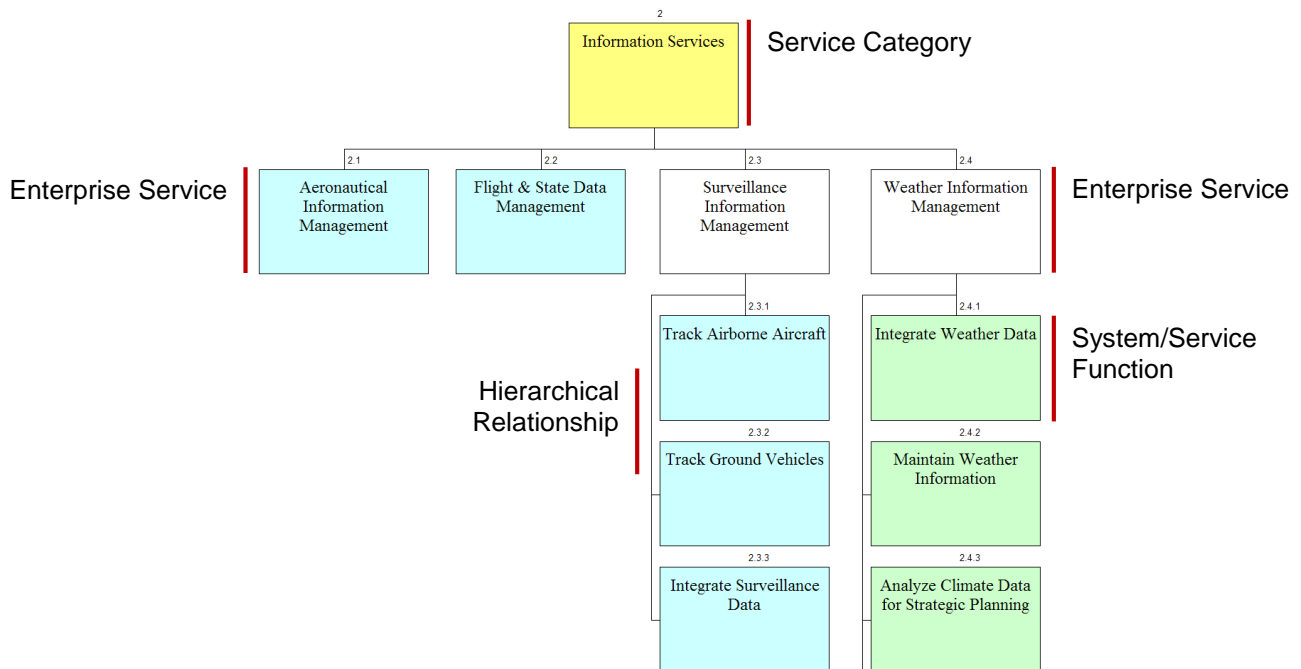 2
Information Services
Service Category
2.1
2.2
2.3
2.4
Enterprise Service
Aeronautical
Information
Management
Flight & State Data
Management
Surveillance
Information
Management
Weather Information
Management
Enterprise Service
2.3.1
2.4.1
Track Airborne Aircraft
Integrate Weather Data
System/Service
Function
Hierarchical
Relationship
2.3.2
2.4.2
Track Ground Vehicles
Maintain Weather
Information
2.3.3
2.4.3
Integrate Surveillance
Data
Analyze Climate Data
for Strategic Planning